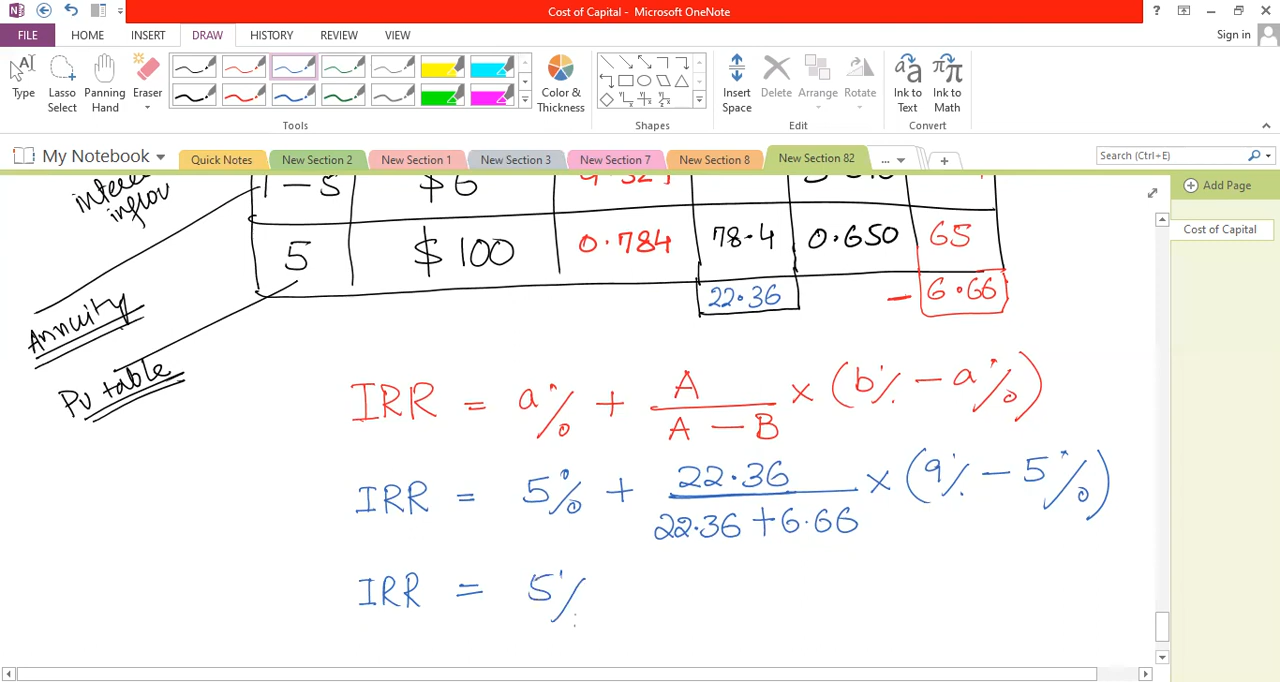 Cost of Capital - Microsoft OneNote
?
FILE HOME INSERT DRAW HISTORY REVIEW VIEW
Sign in
Type
Lasso Select
Panning Hand
Eraser
Color & Thickness
Insert Space
Delete
Arrange
Rotate
Ink to Text
Ink to Math
Tools
Shapes
Edit
Convert
My Notebook
Quick Notes New Section 2 New Section 1 New Section 3 New Section 7 New Section 8 New Section 82 ... +
Search (Ctrl+E)
Add Page
Cost of Capital
inflow
1 - 5 $ 6
5 $ 100 0.784 78.4 0.650 65
22.36 - 6.66
Annuity
PV table
IRR = a% + A / A - B × (b% - a%)
IRR = 5% + 22.36 / 22.36 + 6.66 × (9% - 5%)
IRR = 5%